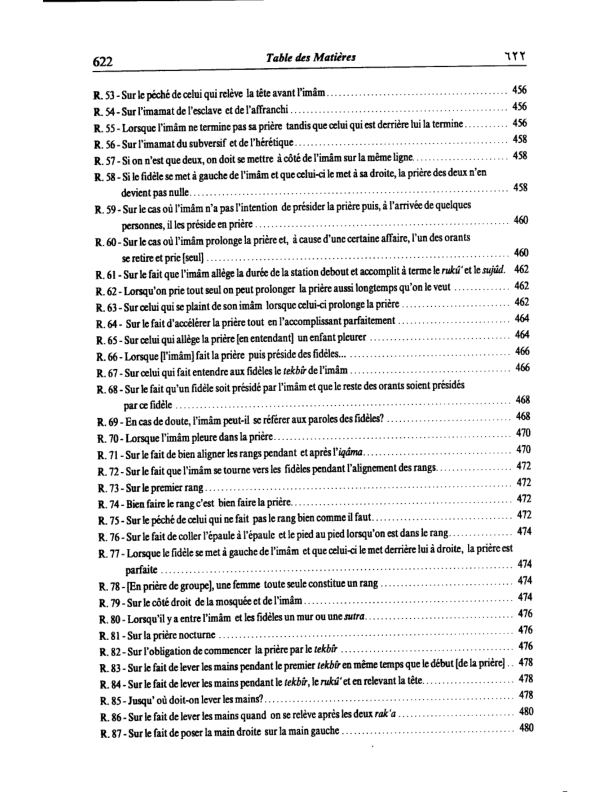 622 Table des Matières ٦٢٢
R. 53 - Sur le péché de celui qui relève la tête avant l'imâm ........ 456
R. 54 - Sur l'imamat de l'esclave et de l'affranchi ........ 456
R. 55 - Lorsque l'imâm ne termine pas sa prière tandis que celui qui est derrière lui la termine ........ 456
R. 56 - Sur l'imamat du subversif et de l'hérétique ........ 458
R. 57 - Si on n'est que deux, on doit se mettre à côté de l'imâm sur la même ligne ........ 458
R. 58 - Si le fidèle se met à gauche de l'imâm et que celui-ci le met à sa droite, la prière des deux n'en
devient pas nulle ........ 458
R. 59 - Sur le cas où l'imâm n'a pas l'intention de présider la prière puis, à l'arrivée de quelques
personnes, il les préside en prière ........ 460
R. 60 - Sur le cas où l'imâm prolonge la prière et, à cause d'une certaine affaire, l'un des orants
se retire et prie [seul] ........ 460
R. 61 - Sur le fait que l'imâm allège la durée de la station debout et accomplit à terme le rukû' et le sujûd. 462
R. 62 - Lorsqu'on prie tout seul on peut prolonger la prière aussi longtemps qu'on le veut ........ 462
R. 63 - Sur celui qui se plaint de son imâm lorsque celui-ci prolonge la prière ........ 462
R. 64 - Sur le fait d'accélérer la prière tout en l'accomplissant parfaitement ........ 464
R. 65 - Sur celui qui allège la prière [en entendant] un enfant pleurer ........ 464
R. 66 - Lorsque [l'imâm] fait la prière puis préside des fidèles... ........ 466
R. 67 - Sur celui qui fait entendre aux fidèles le tekbîr de l'imâm ........ 466
R. 68 - Sur le fait qu'un fidèle soit présidé par l'imâm et que le reste des orants soient présidés
par ce fidèle ........ 468
R. 69 - En cas de doute, l'imâm peut-il se référer aux paroles des fidèles? ........ 468
R. 70 - Lorsque l'imâm pleure dans la prière ........ 470
R. 71 - Sur le fait de bien aligner les rangs pendant et après l'iqâma ........ 470
R. 72 - Sur le fait que l'imâm se tourne vers les fidèles pendant l'alignement des rangs ........ 472
R. 73 - Sur le premier rang ........ 472
R. 74 - Bien faire le rang c'est bien faire la prière ........ 472
R. 75 - Sur le péché de celui qui ne fait pas le rang bien comme il faut ........ 472
R. 76 - Sur le fait de coller l'épaule à l'épaule et le pied au pied lorsqu'on est dans le rang ........ 474
R. 77 - Lorsque le fidèle se met à gauche de l'imâm et que celui-ci le met derrière lui à droite, la prière est
parfaite ........ 474
R. 78 - [En prière de groupe], une femme toute seule constitue un rang ........ 474
R. 79 - Sur le côté droit de la mosquée et de l'imâm ........ 474
R. 80 - Lorsqu'il y a entre l'imâm et les fidèles un mur ou une sutra ........ 476
R. 81 - Sur la prière nocturne ........ 476
R. 82 - Sur l'obligation de commencer la prière par le tekbîr ........ 476
R. 83 - Sur le fait de lever les mains pendant le premier tekbîr en même temps que le début [de la prière] .. 478
R. 84 - Sur le fait de lever les mains pendant le tekbîr, le rukû' et en relevant la tête ........ 478
R. 85 - Jusqu' où doit-on lever les mains? ........ 478
R. 86 - Sur le fait de lever les mains quand on se relève après les deux rak'a ........ 480
R. 87 - Sur le fait de poser la main droite sur la main gauche ........ 480